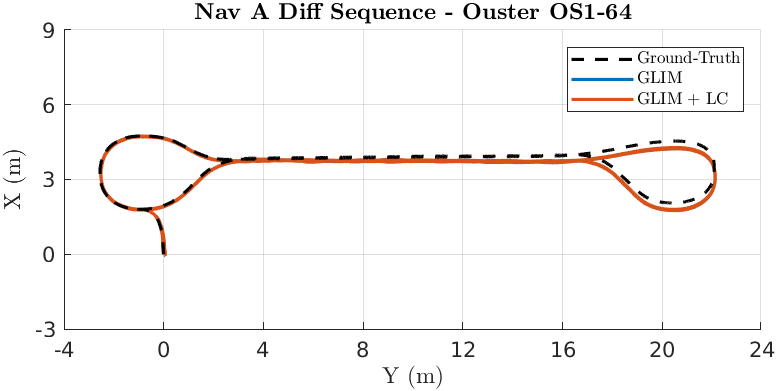 Nav A Diff Sequence - Ouster OS1-64
Ground-Truth
GLIM
GLIM + LC
9
6
3
0
-3
X (m)
-4 0 4 8 12 16 20 24
Y (m)